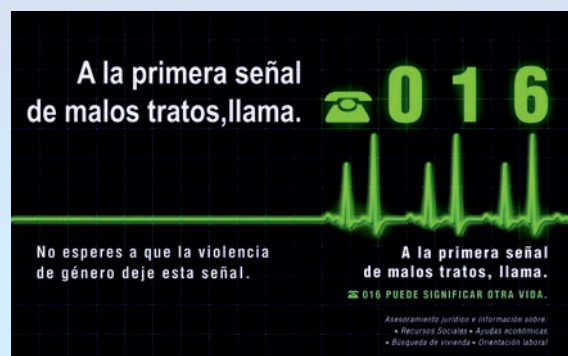 A la primera señal
de malos tratos,llama.
016
No esperes a que la violencia
de género deje esta señal.
A la primera señal
de malos tratos, llama.
016 PUEDE SIGNIFICAR OTRA VIDA.
Asesoramiento jurídico e Información sobre:
• Recursos Sociales • Ayudas económicas
• Búsqueda de vivienda • Orientación laboral